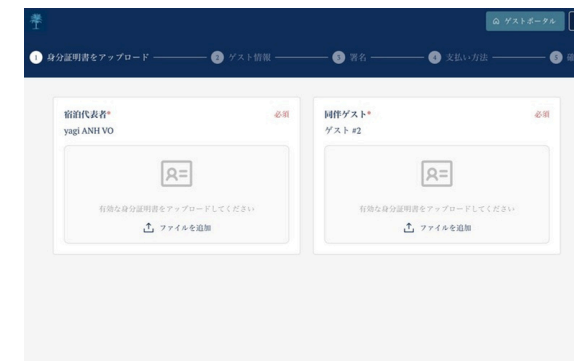 ゲストポータル
1 身分証明書をアップロード 2 ゲスト情報 3 署名 4 支払い方法 5 確
宿泊代表者* 必須
yagi ANH VO
有効な身分証明書をアップロードしてください
ファイルを追加
同伴ゲスト* 必須
ゲスト #2
有効な身分証明書をアップロードしてください
ファイルを追加